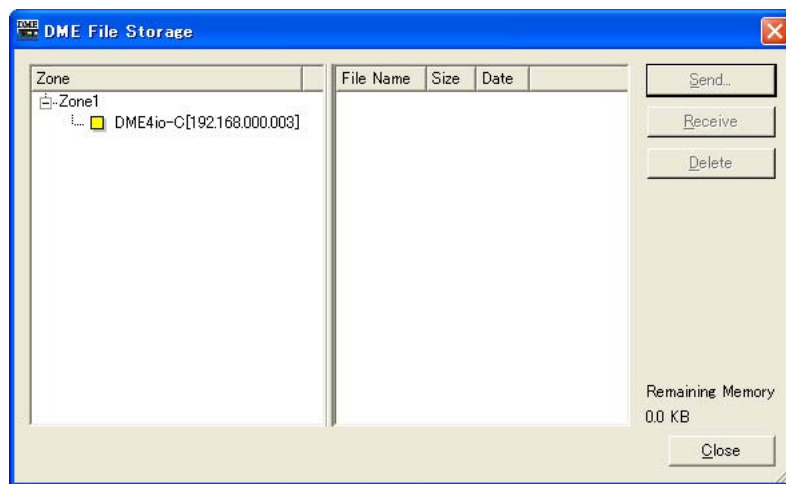 DME File Storage
Zone
Zone1
DME4io-C[192.168.000.003]
File Name Size Date
Send...
Receive
Delete
Remaining Memory
0.0 KB
Close